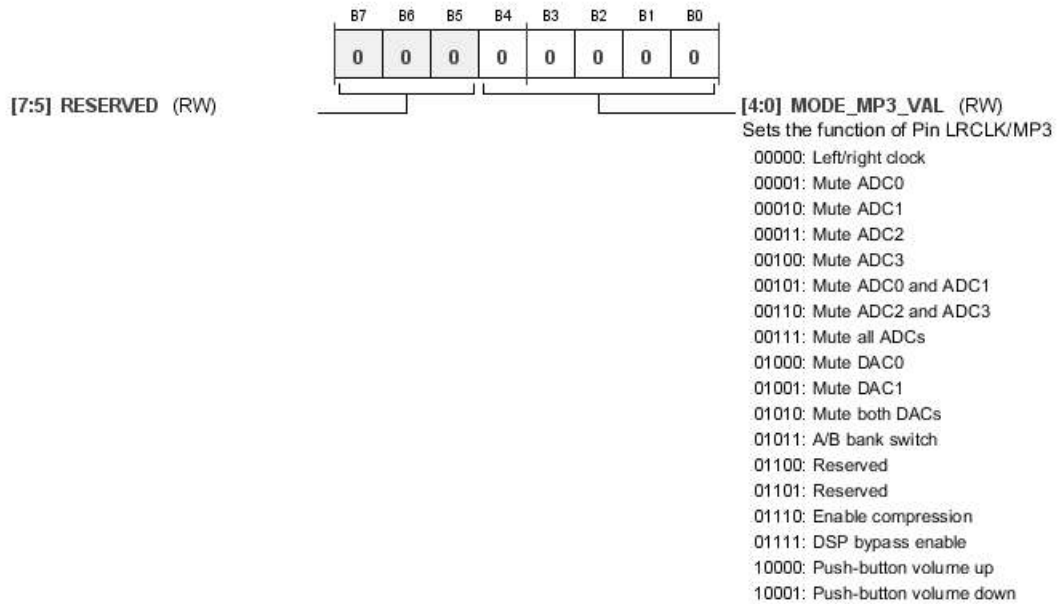 B7 B6 B5 B4 B3 B2 B1 B0
0 0 0 0 0 0 0 0
[7:5] RESERVED (RW)
[4:0] MODE_MP3_VAL (RW)
Sets the function of Pin LRCLK/MP3
00000: Left/right clock
00001: Mute ADC0
00010: Mute ADC1
00011: Mute ADC2
00100: Mute ADC3
00101: Mute ADC0 and ADC1
00110: Mute ADC2 and ADC3
00111: Mute all ADCs
01000: Mute DAC0
01001: Mute DAC1
01010: Mute both DACs
01011: A/B bank switch
01100: Reserved
01101: Reserved
01110: Enable compression
01111: DSP bypass enable
10000: Push-button volume up
10001: Push-button volume down